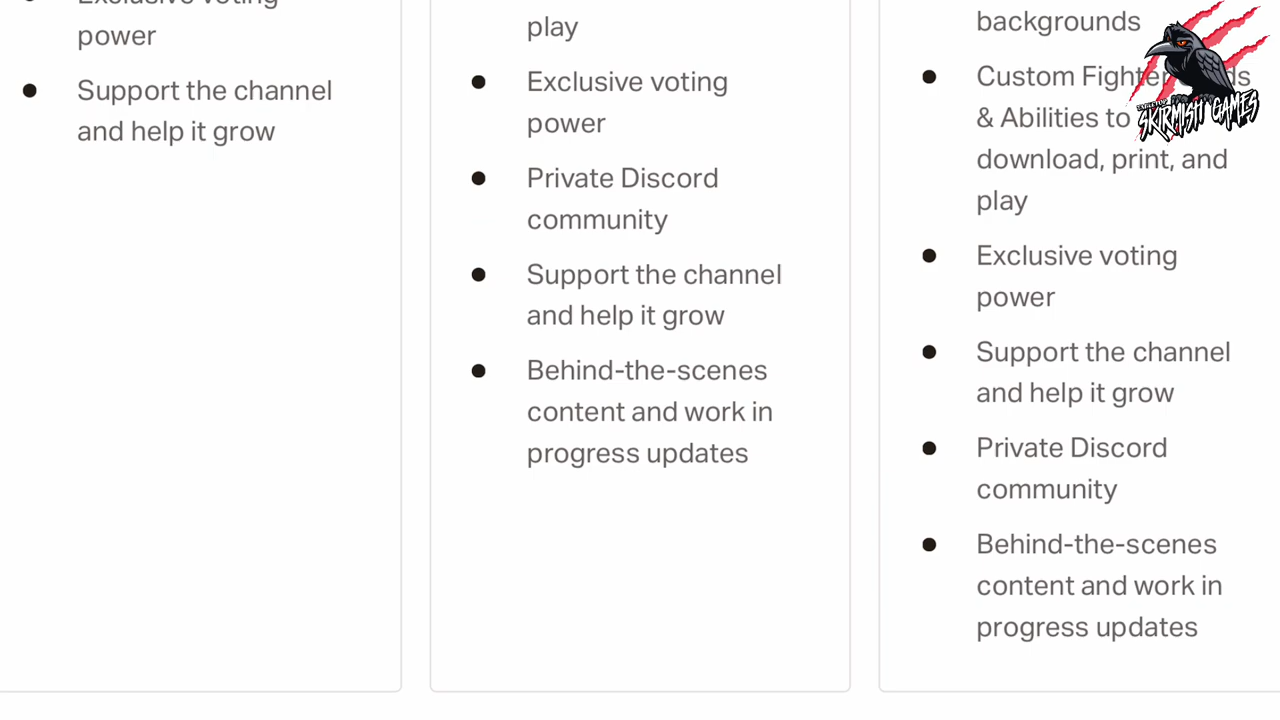 power
Support the channel
and help it grow
play
Exclusive voting
power
Private Discord
community
Support the channel
and help it grow
Behind-the-scenes
content and work in
progress updates
backgrounds
Custom Fighter
& Abilities to
download, print, and
play
Exclusive voting
power
Support the channel
and help it grow
Private Discord
community
Behind-the-scenes
content and work in
progress updates
SKIRMISH GAMES